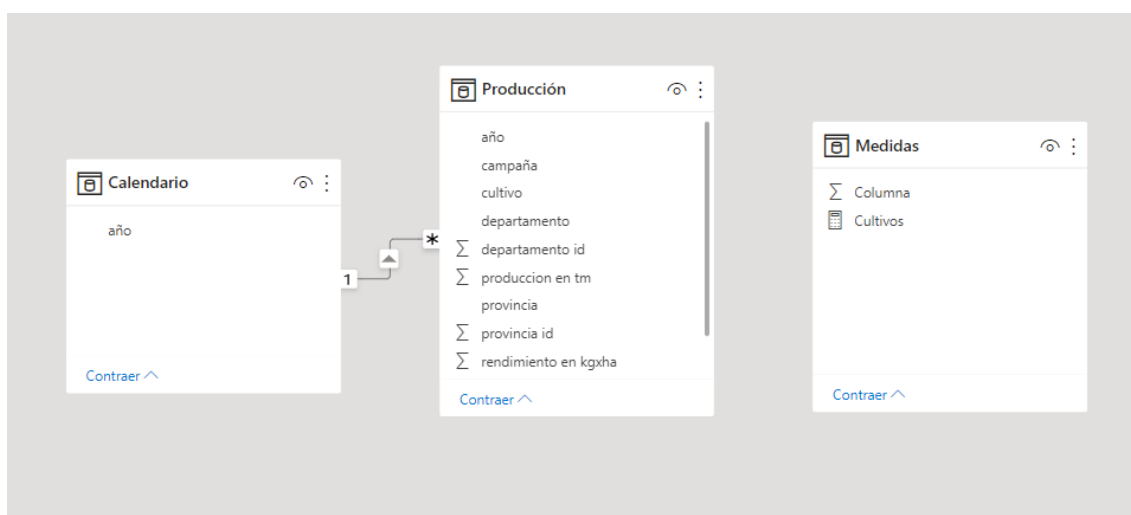 Calendario
año
Contraer
1
*
Producción
año
campaña
cultivo
departamento
departamento id
produccion en tm
provincia
provincia id
rendimiento en kgxha
Contraer
Medidas
Columna
Cultivos
Contraer